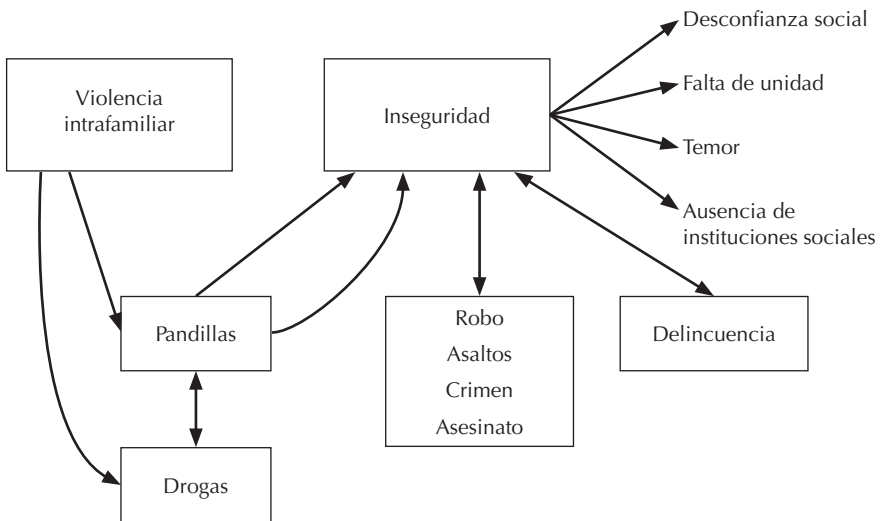 Violencia
intrafamiliar
Inseguridad
Desconfianza social
Falta de unidad
Temor
Ausencia de
instituciones sociales
Pandillas
Robo
Asaltos
Crimen
Asesinato
Delincuencia
Drogas